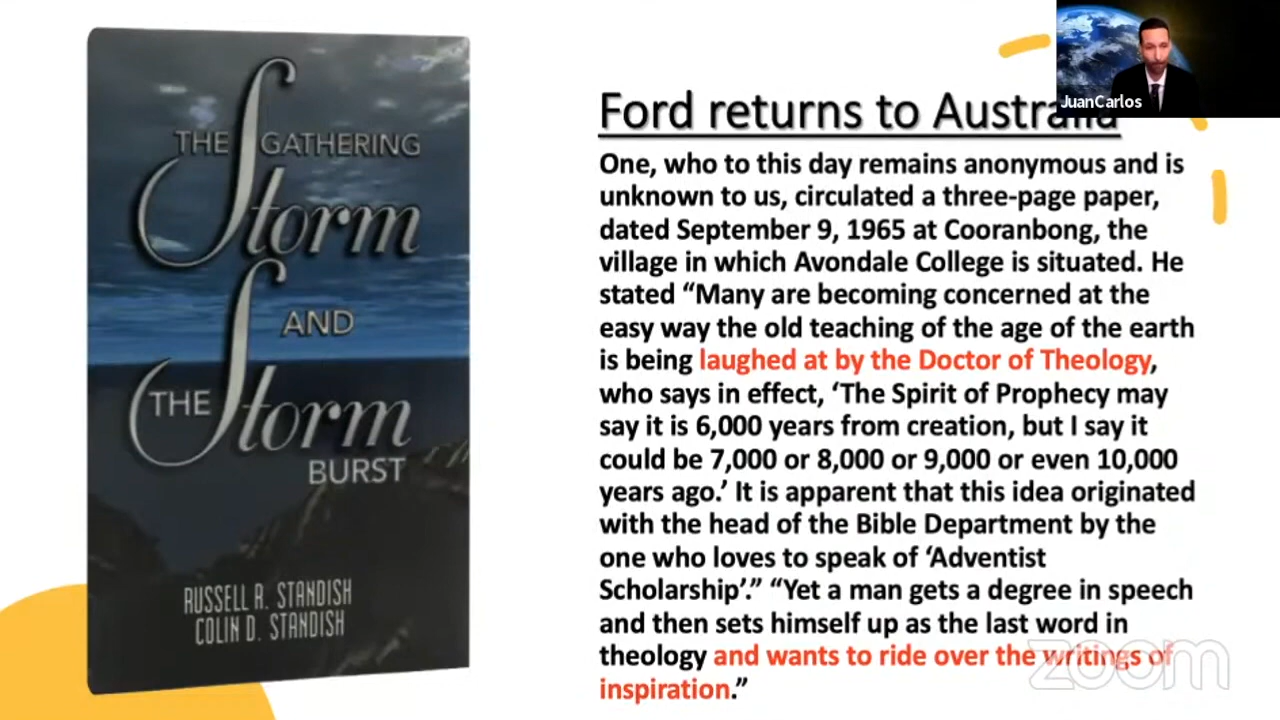 THE GATHERING
Storm
AND
THE Storm
BURST
RUSSELL R. STANDISH
COLIN D. STANDISH
Ford returns to Australia
One, who to this day remains anonymous and is
unknown to us, circulated a three-page paper,
dated September 9, 1965 at Cooranbong, the
village in which Avondale College is situated. He
stated “Many are becoming concerned at the
easy way the old teaching of the age of the earth
is being laughed at by the Doctor of Theology,
who says in effect, ‘The Spirit of Prophecy may
say it is 6,000 years from creation, but I say it
could be 7,000 or 8,000 or 9,000 or even 10,000
years ago.’ It is apparent that this idea originated
with the head of the Bible Department by the
one who loves to speak of ‘Adventist
Scholarship’.” “Yet a man gets a degree in speech
and then sets himself up as the last word in
theology and wants to ride over the writings of
inspiration.”
JuanCarlos
zoom